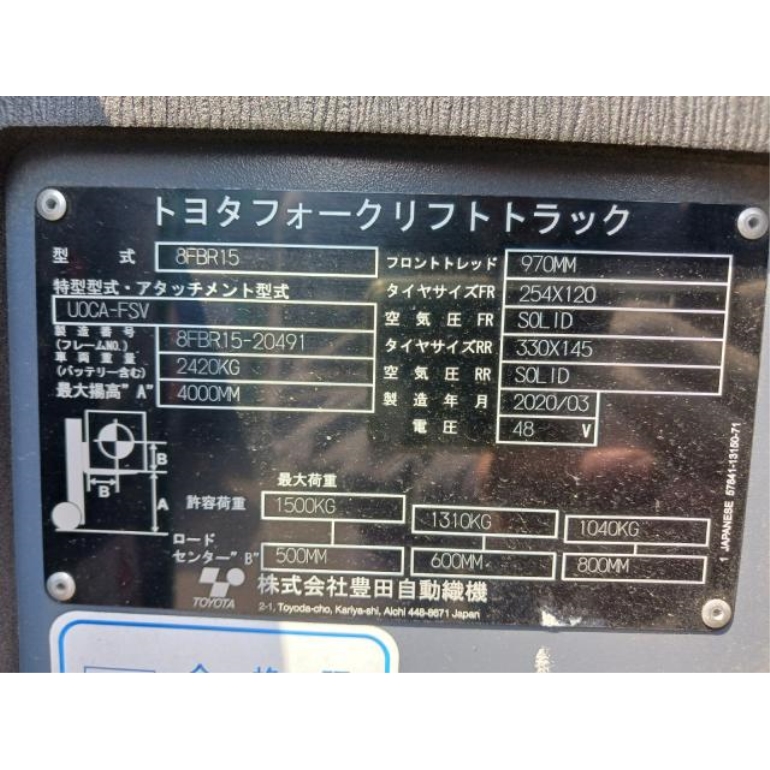 トヨタフォークリフトトラック
型式 8FBR15
特型型式・アタッチメント型式
UOCA-FSV
製造番号
(フレームNO.) 8FBR15-20491
車両重量
(バッテリー含む) 2420KG
最大揚高"A" 4000MM
フロントトレッド 970MM
タイヤサイズFR 254X120
空気圧FR SOLID
タイヤサイズRR 330X145
空気圧RR SOLID
製造年月 2020/03
電圧 48 V
B
B
A
最大荷重
許容荷重 1500KG 1310KG 1040KG
ロード
センター"B" 500MM 600MM 800MM
TOYOTA
株式会社豊田自動織機
2-1, Toyoda-cho, Kariya-shi, Aichi 448-8671 Japan
1 JAPANESE 57641-13150-71